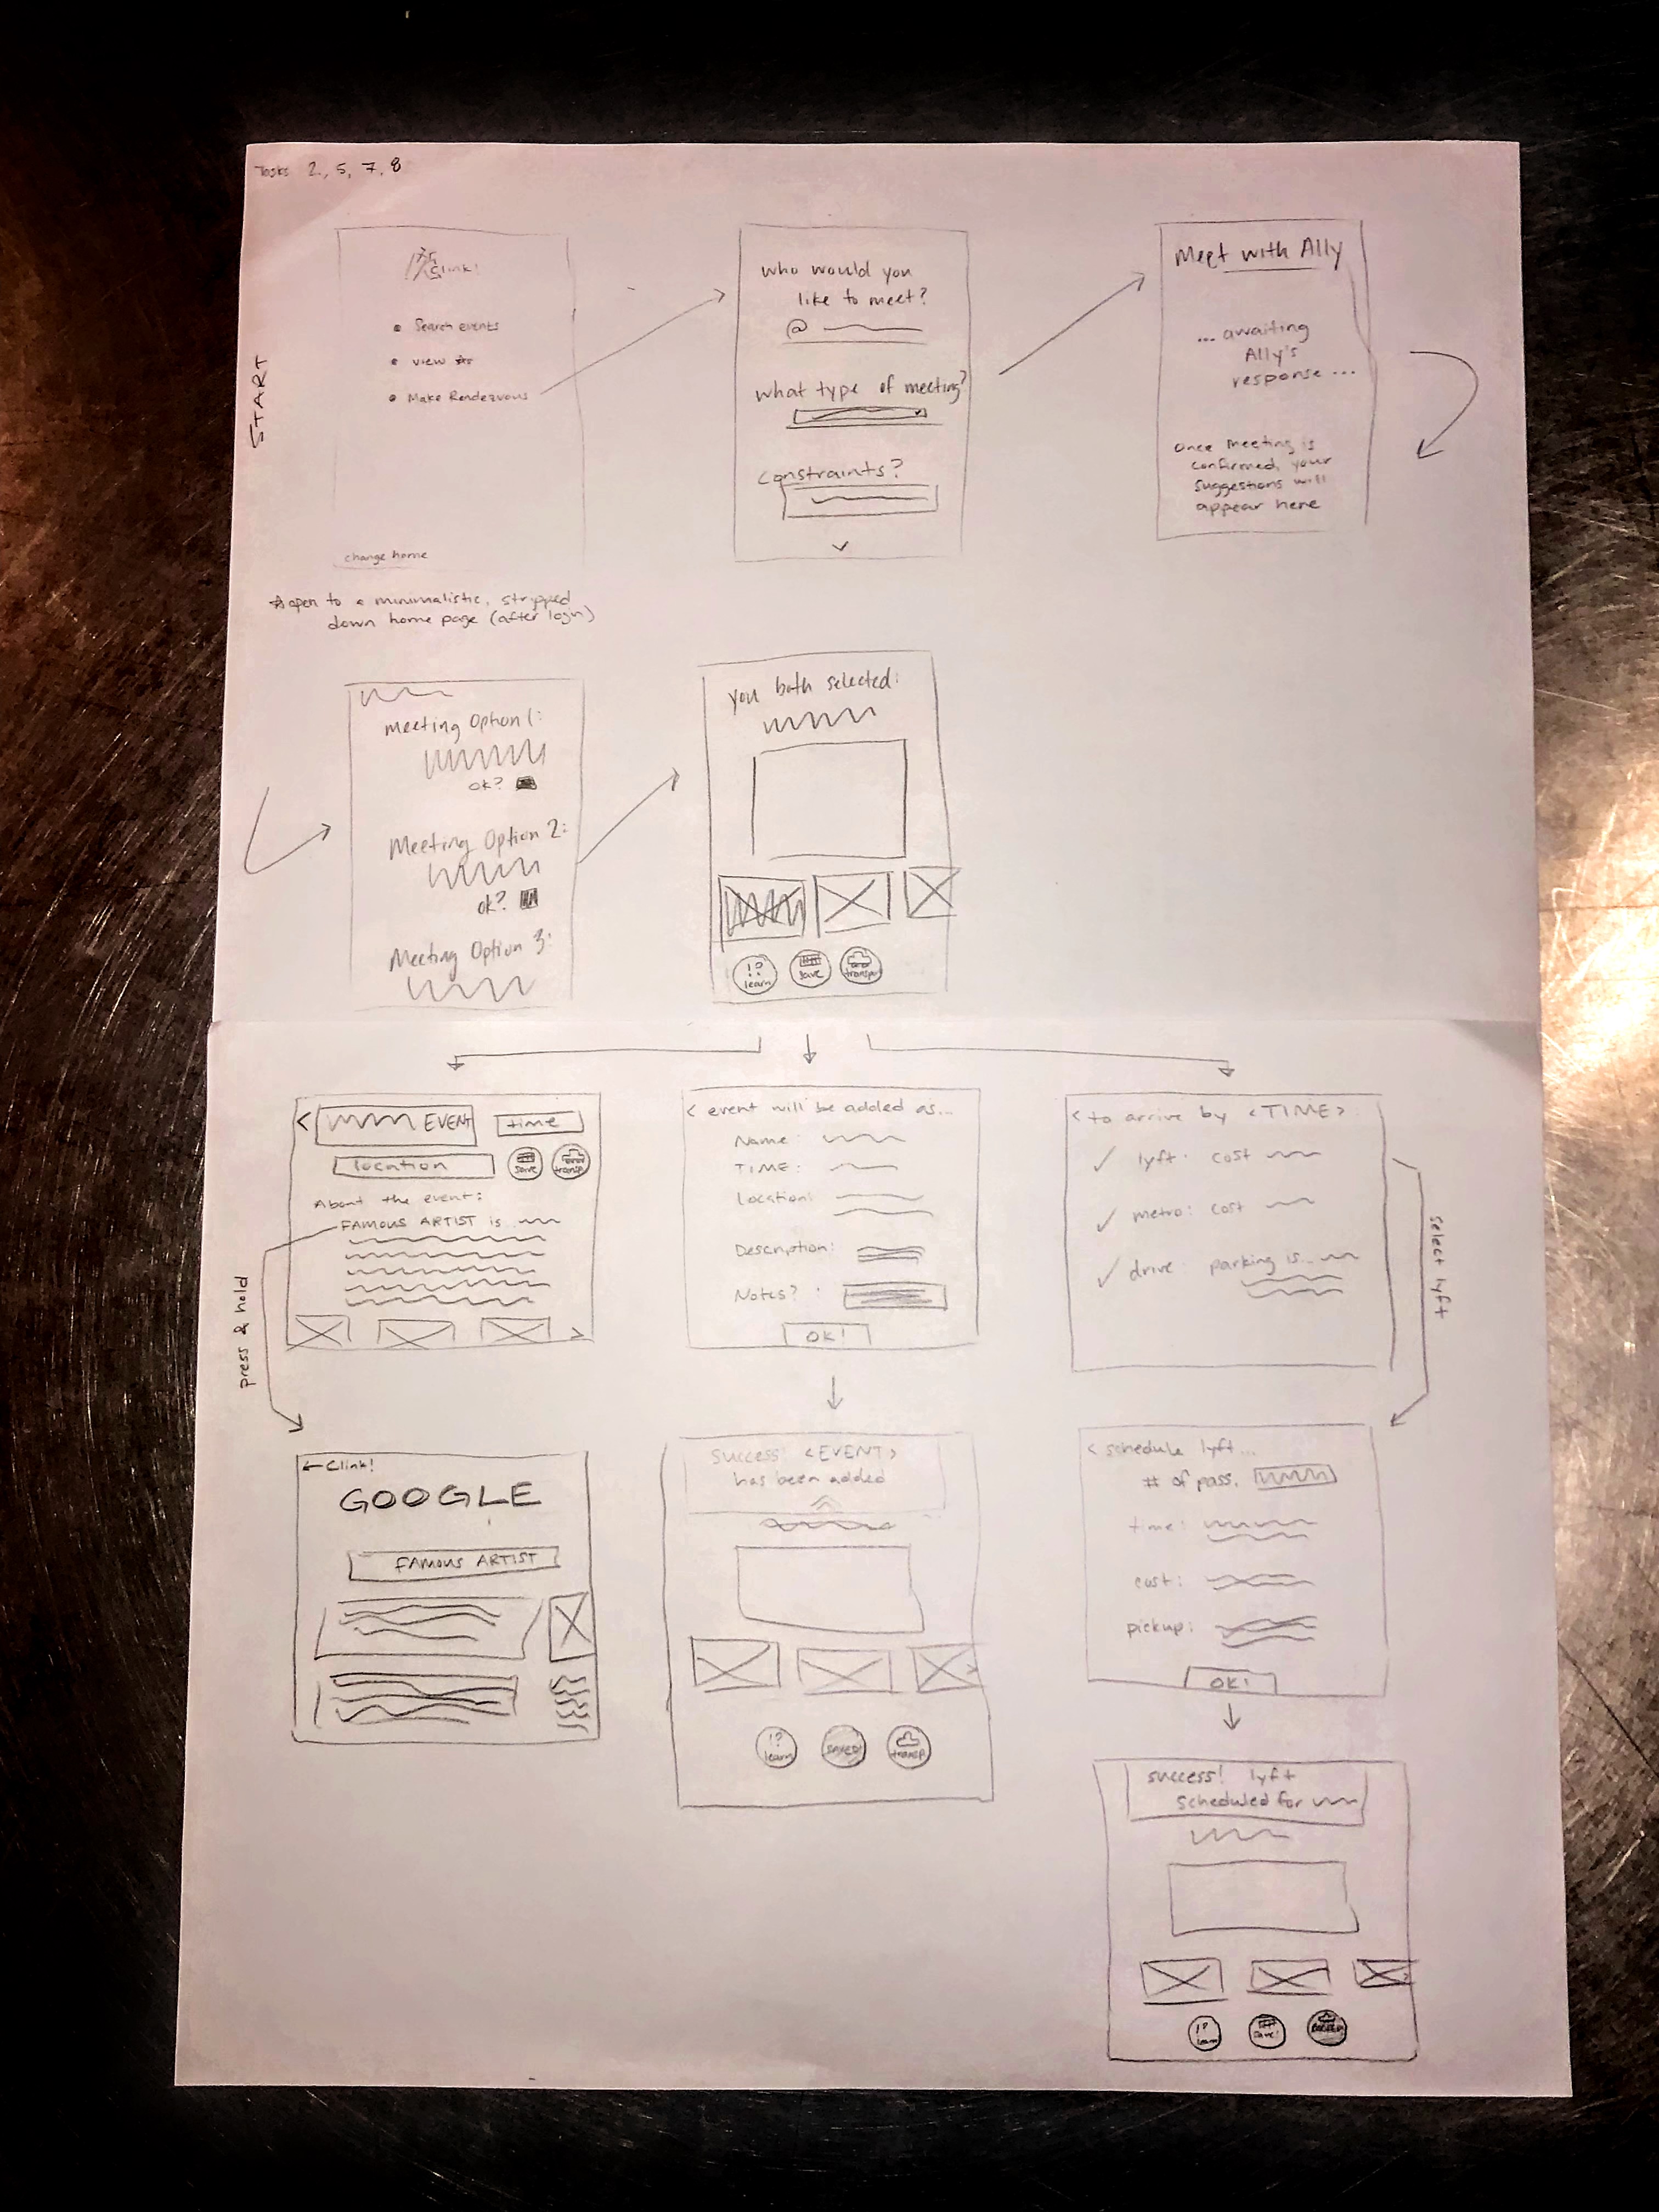 Tasks 2, 5, 7, 8
START
Clink!
Search events
view
Make Rendezvous
change home
open to a minimalistic, stripped
down home page (after login)
who would you
like to meet?
@
what type of meeting?
constraints?
Meet with Ally
... awaiting
Ally's
response ...
once meeting is
confirmed, your
suggestions will
appear here
Meeting Option 1:
ok?
Meeting Option 2:
ok?
Meeting Option 3:
you both selected:
!?
learn
save
transp
< EVENT
time
location
save
transp
About the event:
FAMOUS ARTIST is
>
press & hold
< event will be added as...
Name:
TIME:
Location:
Description:
Notes?
OK!
< to arrive by <TIME>
lyft: cost
metro: cost
drive: parking is...
select lyft
← Clink!
GOOGLE
FAMOUS ARTIST
success! <EVENT>
has been added
!?
learn
saved!
transp
< schedule lyft...
# of pass.
time:
cost:
pickup:
OK!
success! lyft
scheduled for
!?
learn
save!